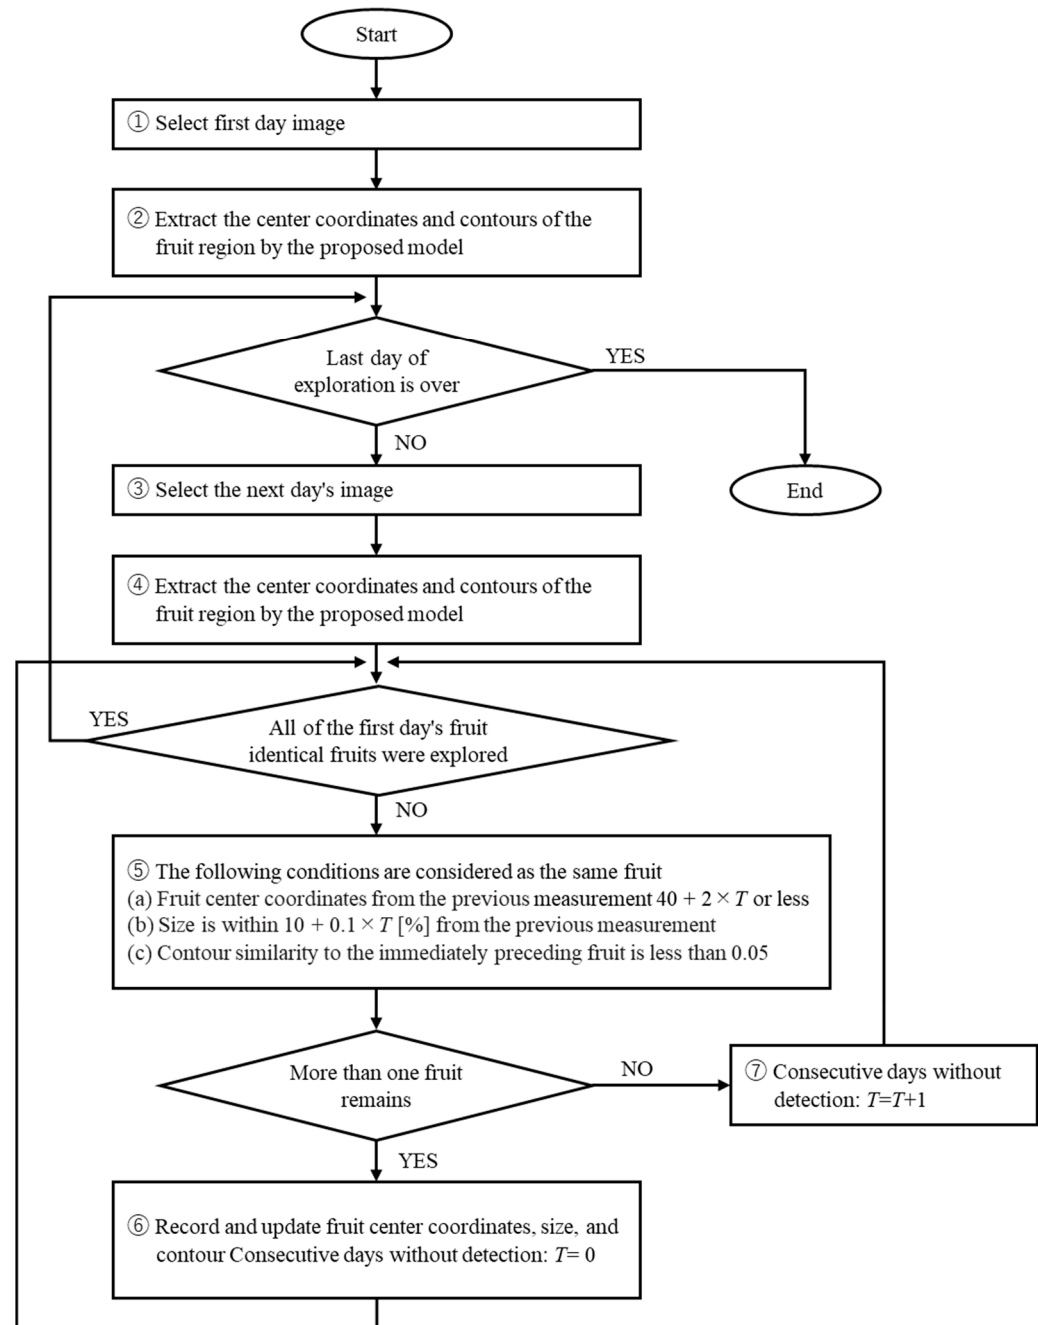 Start
① Select first day image
② Extract the center coordinates and contours of the
fruit region by the proposed model
Last day of
exploration is over
YES
NO
③ Select the next day's image
End
④ Extract the center coordinates and contours of the
fruit region by the proposed model
YES
All of the first day's fruit
identical fruits were explored
NO
⑤ The following conditions are considered as the same fruit
(a) Fruit center coordinates from the previous measurement 40 + 2 × T or less
(b) Size is within 10 + 0.1 × T [%] from the previous measurement
(c) Contour similarity to the immediately preceding fruit is less than 0.05
More than one fruit
remains
NO
⑦ Consecutive days without
detection: T=T+1
YES
⑥ Record and update fruit center coordinates, size, and
contour Consecutive days without detection: T= 0